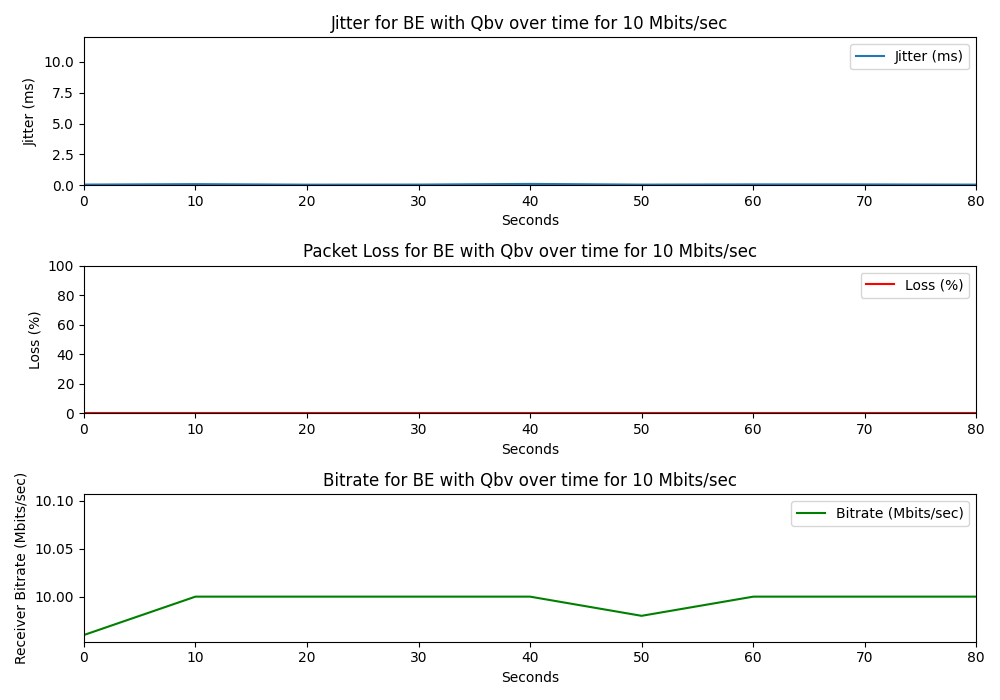 Jitter for BE with Qbv over time for 10 Mbits/sec
Jitter (ms)
10.0
7.5
5.0
2.5
0.0
Jitter (ms)
0 10 20 30 40 50 60 70 80
Seconds
Packet Loss for BE with Qbv over time for 10 Mbits/sec
Loss (%)
100
80
60
40
20
0
Loss (%)
0 10 20 30 40 50 60 70 80
Seconds
Bitrate for BE with Qbv over time for 10 Mbits/sec
Receiver Bitrate (Mbits/sec)
10.10
10.05
10.00
Bitrate (Mbits/sec)
0 10 20 30 40 50 60 70 80
Seconds